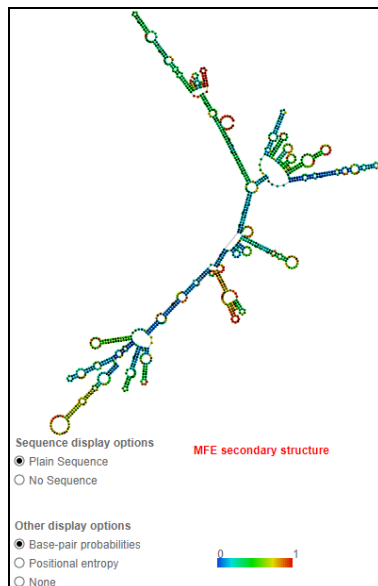 Sequence display options
MFE secondary structure
Plain Sequence
No Sequence
Other display options
Base-pair probabilities
0 1
Positional entropy
None